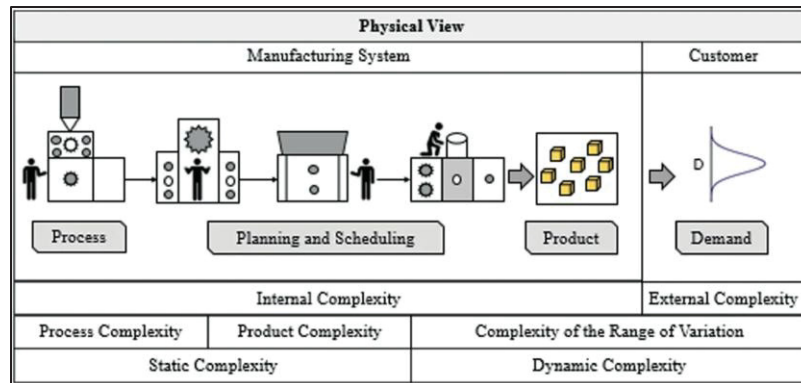 Physical View
Manufacturing System
Customer
D
Process
Planning and Scheduling
Product
Demand
Internal Complexity
External Complexity
Process Complexity
Product Complexity
Complexity of the Range of Variation
Static Complexity
Dynamic Complexity